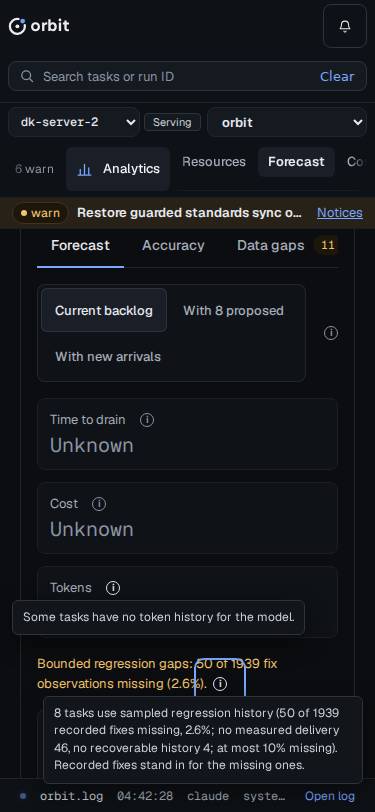 orbit
Search tasks or run ID
Clear
dk-server-2
Serving
orbit
6 warn
Analytics
Resources
Forecast
Co
warn
Restore guarded standards sync o...
Notices
Forecast
Accuracy
Data gaps
11
Current backlog
With 8 proposed
With new arrivals
Time to drain
Unknown
Cost
Unknown
Tokens
Some tasks have no token history for the model.
Bounded regression gaps: 50 of 1939 fix
observations missing (2.6%).
8 tasks use sampled regression history (50 of 1939
recorded fixes missing, 2.6%; no measured delivery
46, no recoverable history 4; at most 10% missing).
Recorded fixes stand in for the missing ones.
orbit.log
04:42:28
claude
syste…
Open log